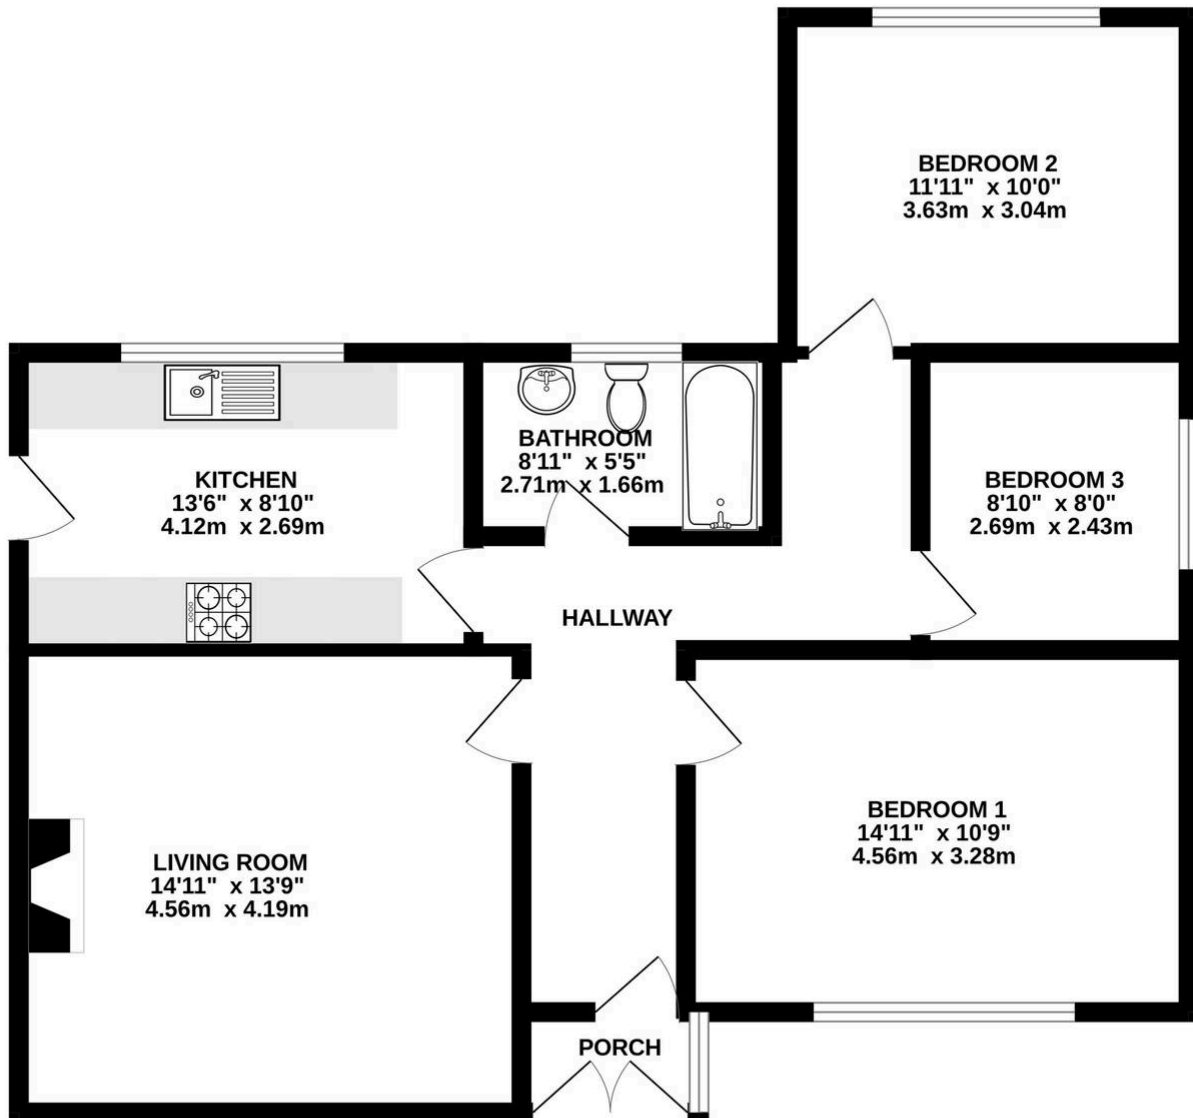 BEDROOM 2
11'11" x 10'0"
3.63m x 3.04m
BATHROOM
8'11" x 5'5"
2.71m x 1.66m
KITCHEN
13'6" x 8'10"
4.12m x 2.69m
BEDROOM 3
8'10" x 8'0"
2.69m x 2.43m
HALLWAY
BEDROOM 1
14'11" x 10'9"
4.56m x 3.28m
LIVING ROOM
14'11" x 13'9"
4.56m x 4.19m
PORCH